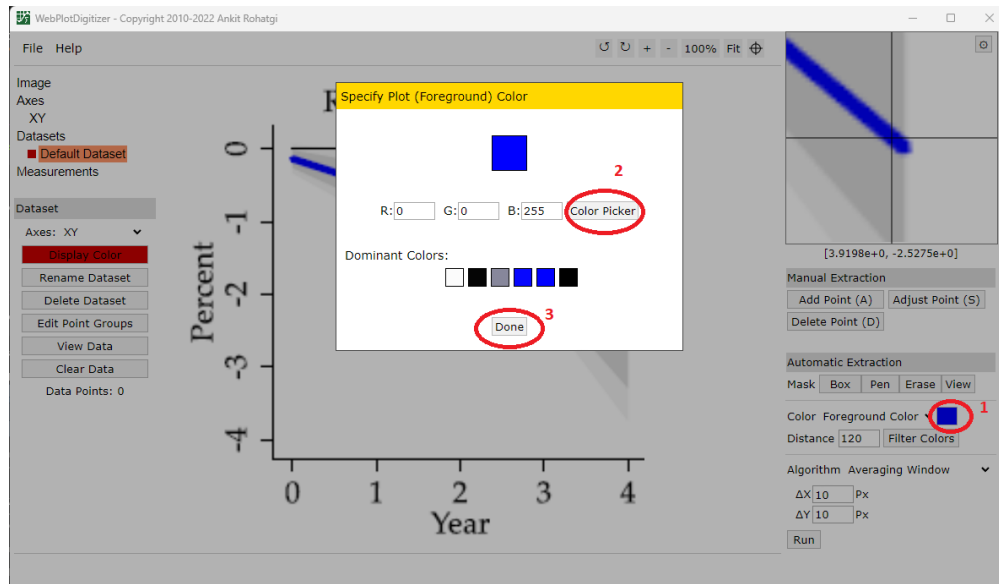 WebPlotDigitizer - Copyright 2010-2022 Ankit Rohatgi
File Help
100% Fit
Image
Axes
XY
Datasets
Default Dataset
Measurements
Dataset
Axes: XY
Display Color
Rename Dataset
Delete Dataset
Edit Point Groups
View Data
Clear Data
Data Points: 0
R
Percent
0
-1
-2
-3
-4
0 1 2 3 4
Year
Specify Plot (Foreground) Color
2
R: 0 G: 0 B: 255 Color Picker
Dominant Colors:
Done 3
[3.9198e+0, -2.5275e+0]
Manual Extraction
Add Point (A) Adjust Point (S)
Delete Point (D)
Automatic Extraction
Mask Box Pen Erase View
Color Foreground Color 1
Distance 120 Filter Colors
Algorithm Averaging Window
ΔX 10 Px
ΔY 10 Px
Run